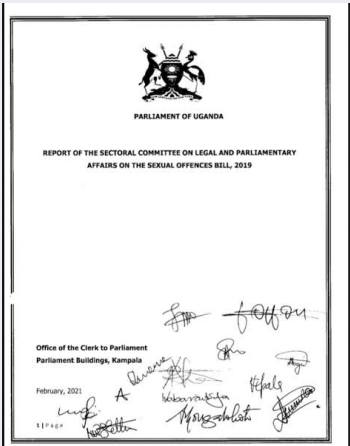 PARLIAMENT OF UGANDA
REPORT OF THE SECTORAL COMMITTEE ON LEGAL AND PARLIAMENTARY
AFFAIRS ON THE SEXUAL OFFENCES BILL, 2019
Office of the Clerk to Parliament
Parliament Buildings, Kampala
February, 2021
1 | P a g e